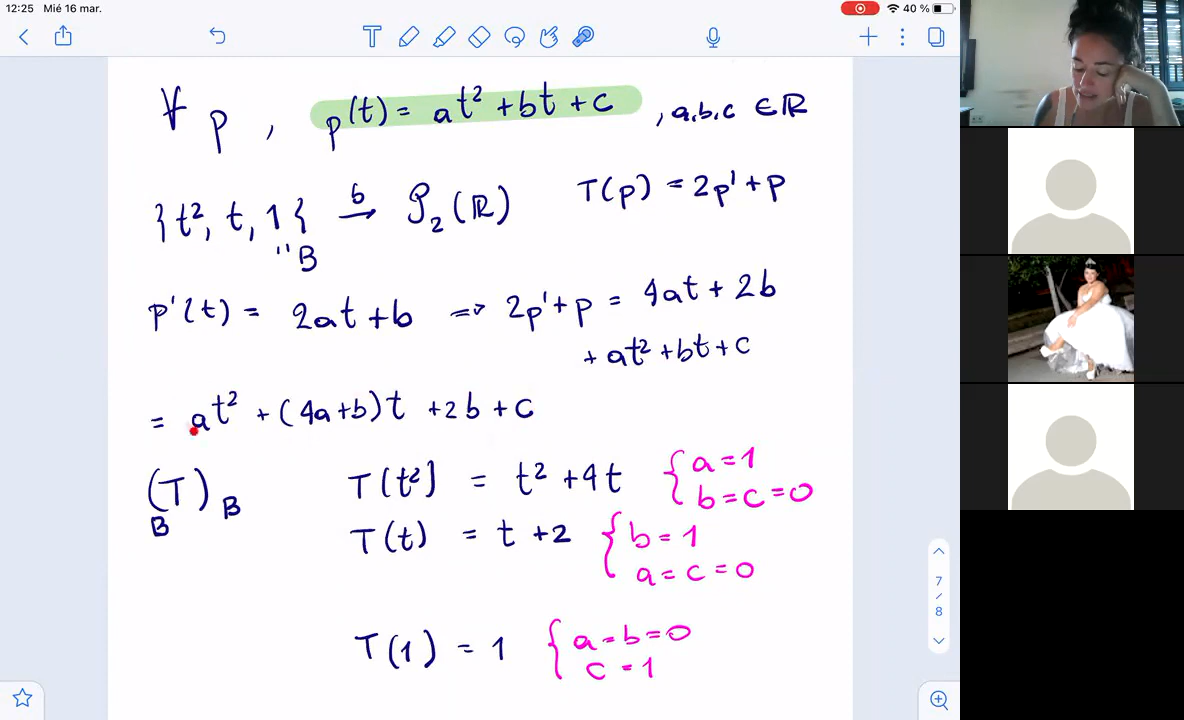 12:25 Mié 16 mar.
40 %
∀ p , p(t) = at² + bt + c , a,b,c ∈ ℝ
{t², t, 1} →ᵇ 𝒫₂(ℝ) T(p) = 2p' + p
"B
p'(t) = 2at + b ⇒ 2p' + p = 4at + 2b
+ at² + bt + c
= at² + (4a+b)t + 2b + c
B(T)B T(t²) = t² + 4t { a = 1
b = c = 0
T(t) = t + 2 { b = 1
a = c = 0
T(1) = 1 { a = b = 0
c = 1
7
/
8